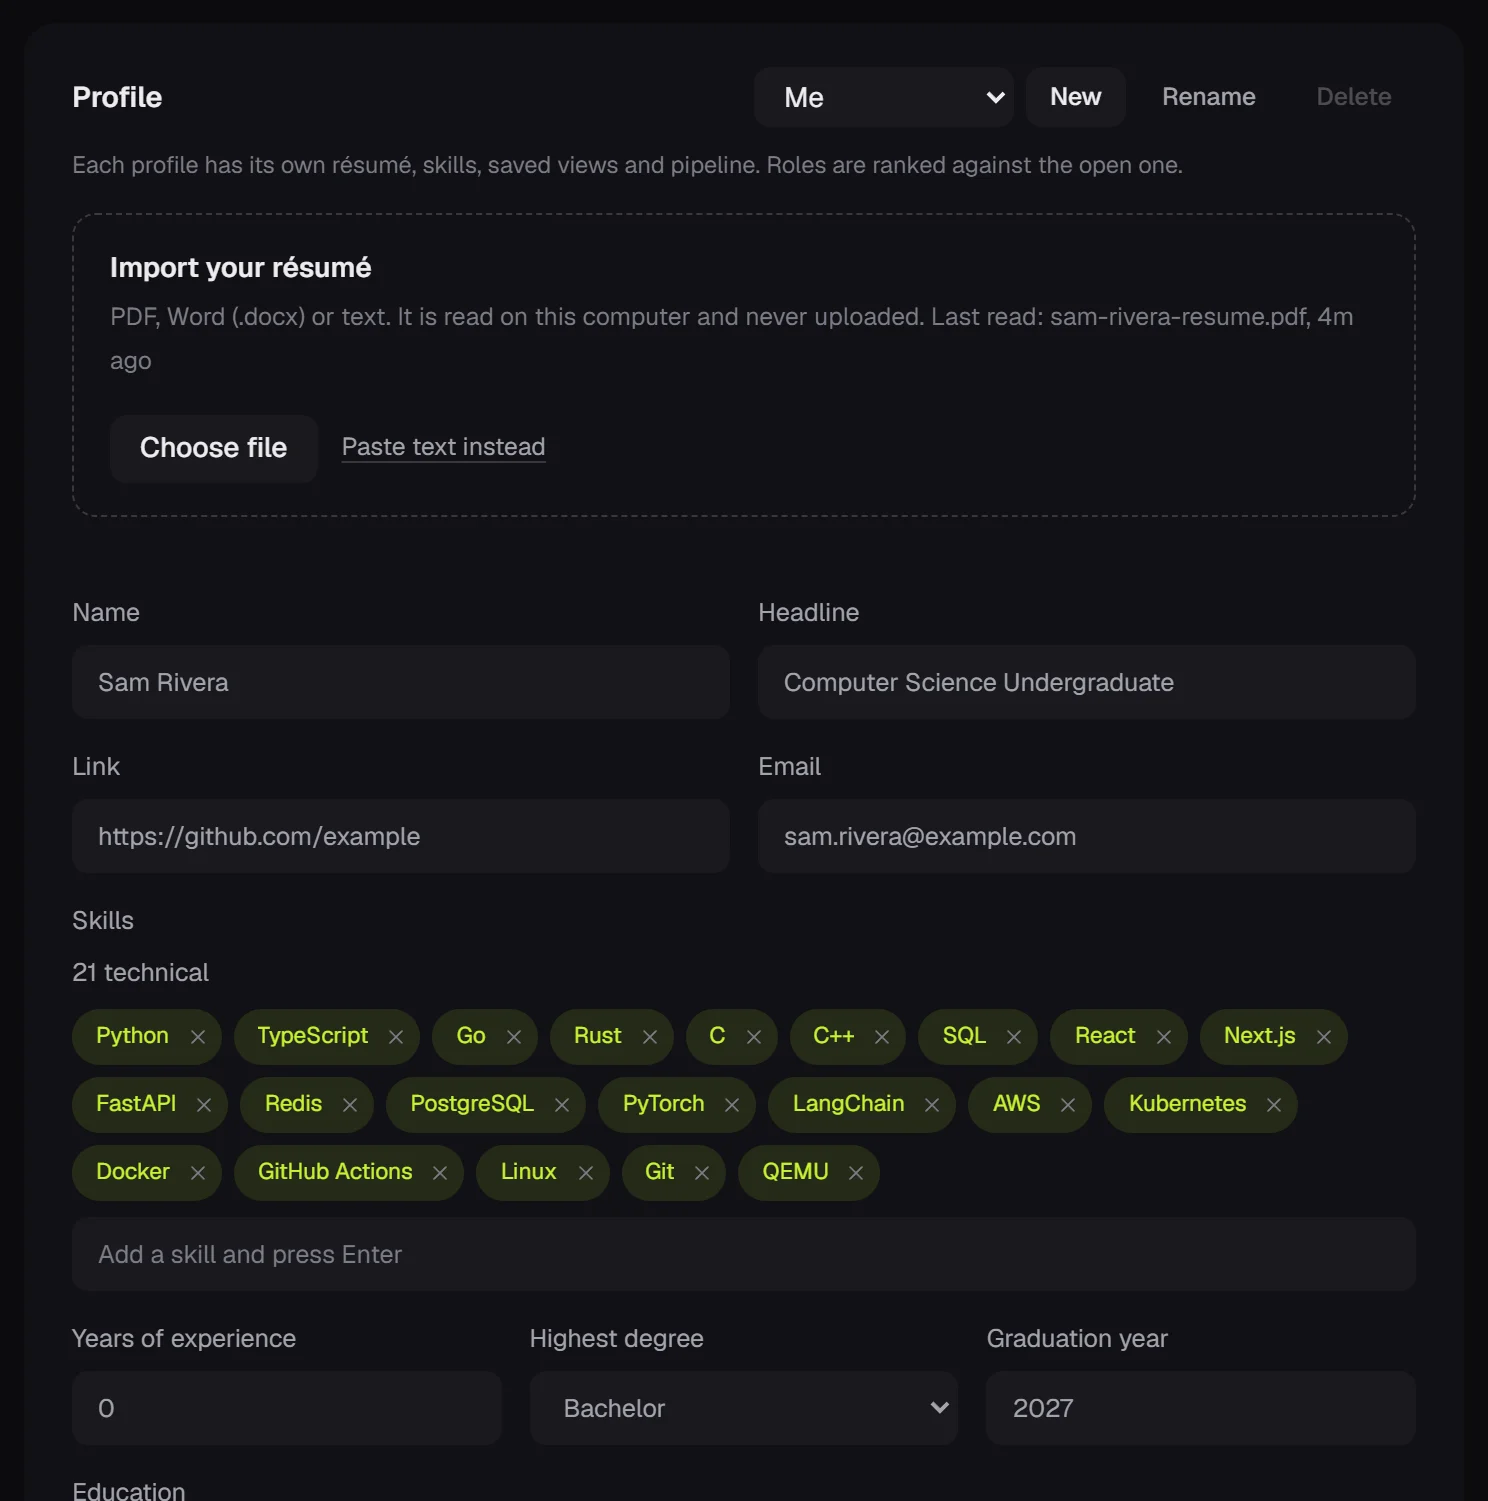 Profile
Me
New
Rename
Delete
Each profile has its own résumé, skills, saved views and pipeline. Roles are ranked against the open one.
Import your résumé
PDF, Word (.docx) or text. It is read on this computer and never uploaded. Last read: sam-rivera-resume.pdf, 4m
ago
Choose file
Paste text instead
Name
Headline
Sam Rivera
Computer Science Undergraduate
Link
Email
https://github.com/example
sam.rivera@example.com
Skills
21 technical
Python × TypeScript × Go × Rust × C × C++ × SQL × React × Next.js ×
FastAPI × Redis × PostgreSQL × PyTorch × LangChain × AWS × Kubernetes ×
Docker × GitHub Actions × Linux × Git × QEMU ×
Add a skill and press Enter
Years of experience
Highest degree
Graduation year
0
Bachelor
2027
Education